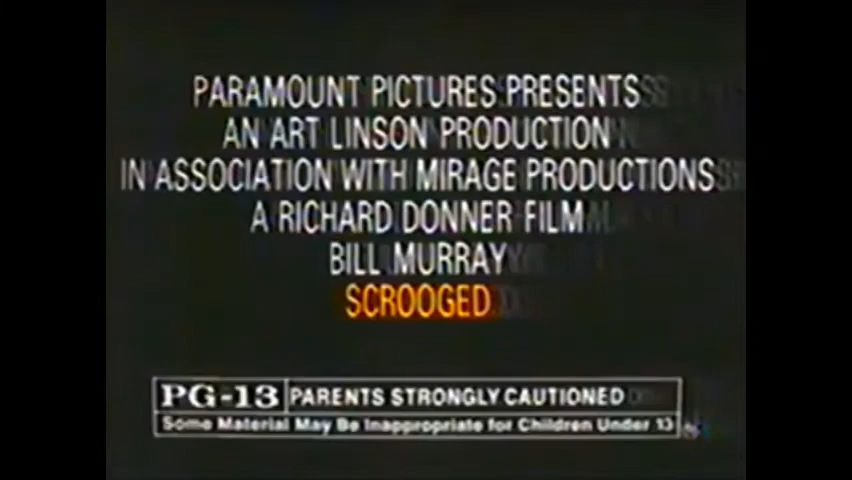 PARAMOUNT PICTURES PRESENTS
AN ART LINSON PRODUCTION
IN ASSOCIATION WITH MIRAGE PRODUCTIONS
A RICHARD DONNER FILM
BILL MURRAY
SCROOGED
PG-13 PARENTS STRONGLY CAUTIONED
Some Material May Be Inappropriate for Children Under 13